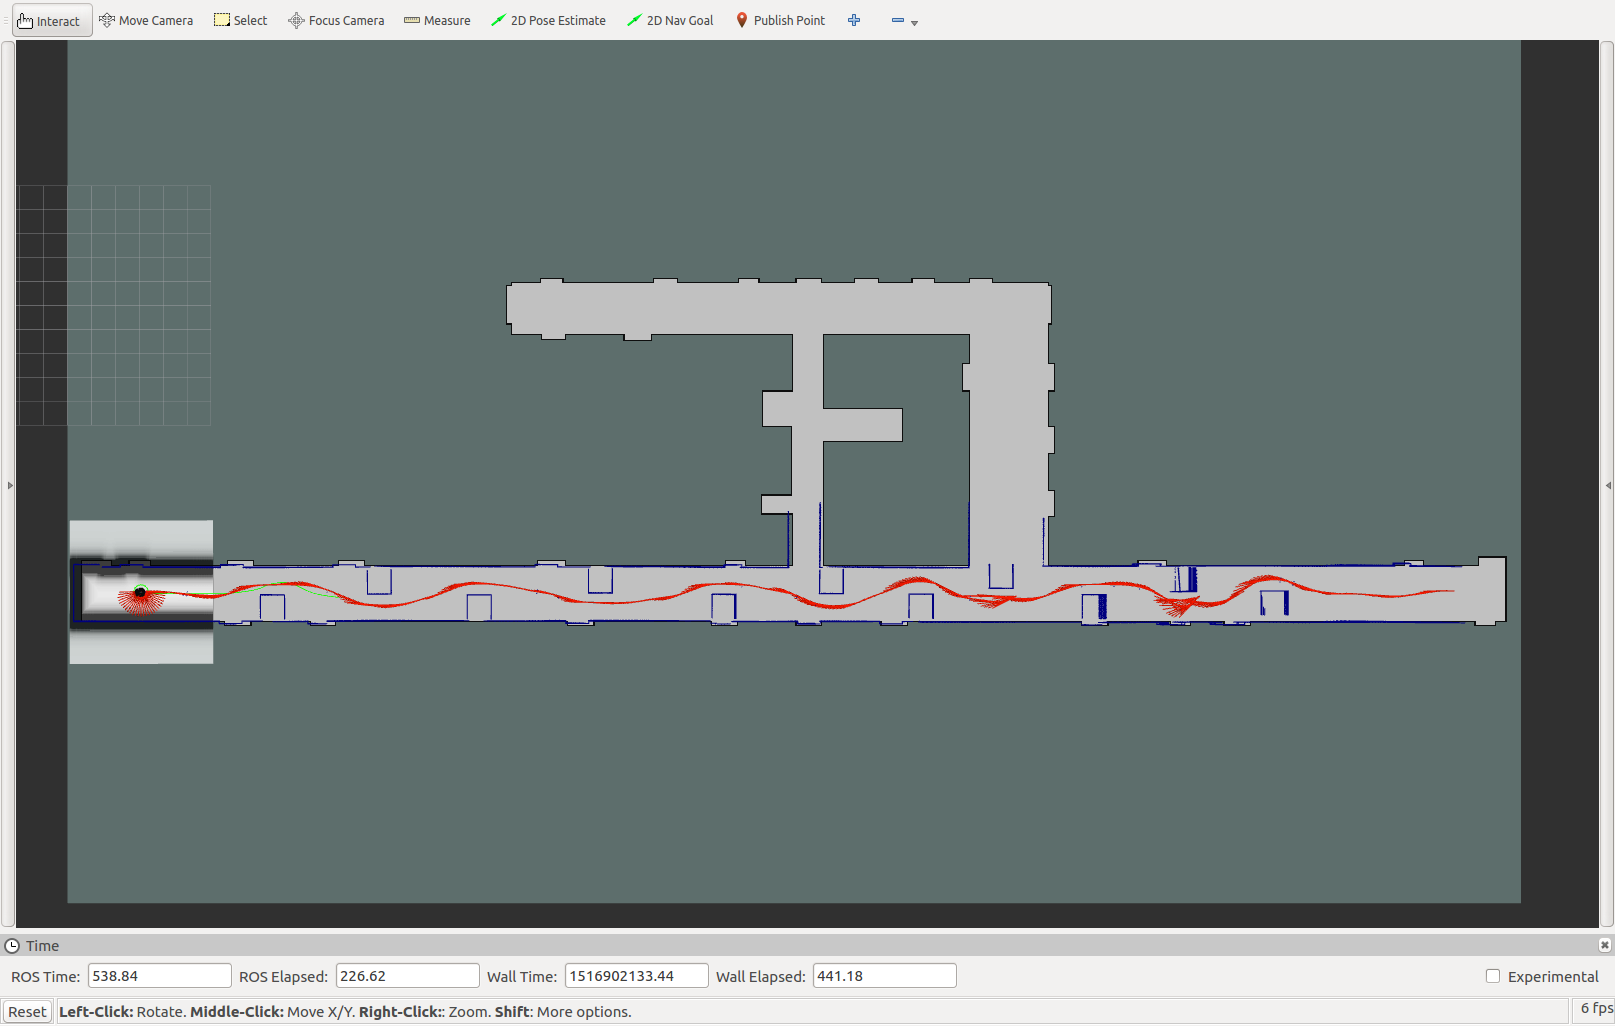 Interact Move Camera Select Focus Camera Measure 2D Pose Estimate 2D Nav Goal Publish Point
Time
ROS Time: 538.84 ROS Elapsed: 226.62 Wall Time: 1516902133.44 Wall Elapsed: 441.18 Experimental
Reset Left-Click: Rotate. Middle-Click: Move X/Y. Right-Click:: Zoom. Shift: More options. 6 fps